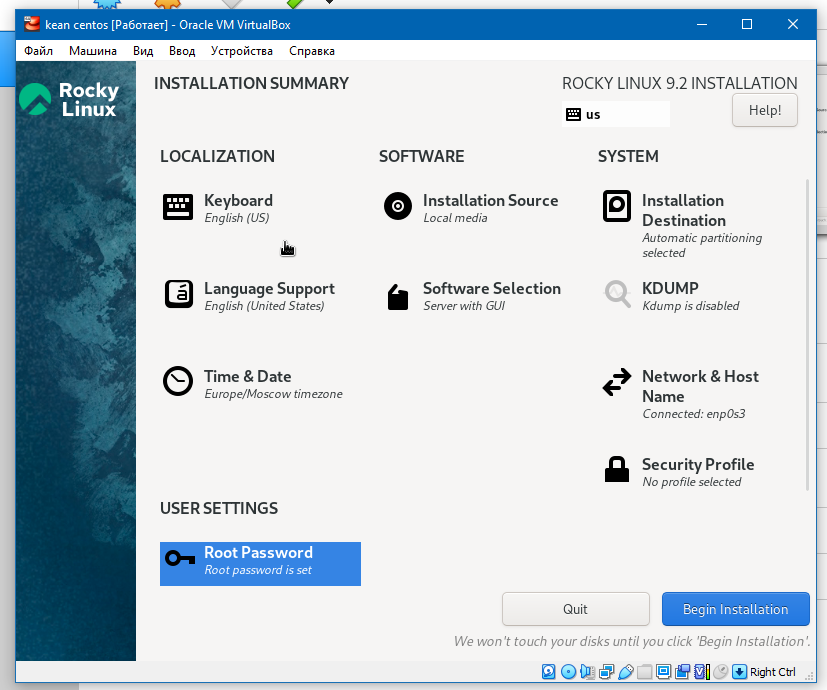 kean centos [Работает] - Oracle VM VirtualBox
Файл Машина Вид Ввод Устройства Справка
Rocky
Linux
INSTALLATION SUMMARY
ROCKY LINUX 9.2 INSTALLATION
us
Help!
LOCALIZATION
Keyboard
English (US)
Language Support
English (United States)
Time & Date
Europe/Moscow timezone
SOFTWARE
Installation Source
Local media
Software Selection
Server with GUI
SYSTEM
Installation
Destination
Automatic partitioning
selected
KDUMP
Kdump is disabled
Network & Host
Name
Connected: enp0s3
Security Profile
No profile selected
USER SETTINGS
Root Password
Root password is set
Quit
Begin Installation
We won't touch your disks until you click 'Begin Installation'.
Right Ctrl